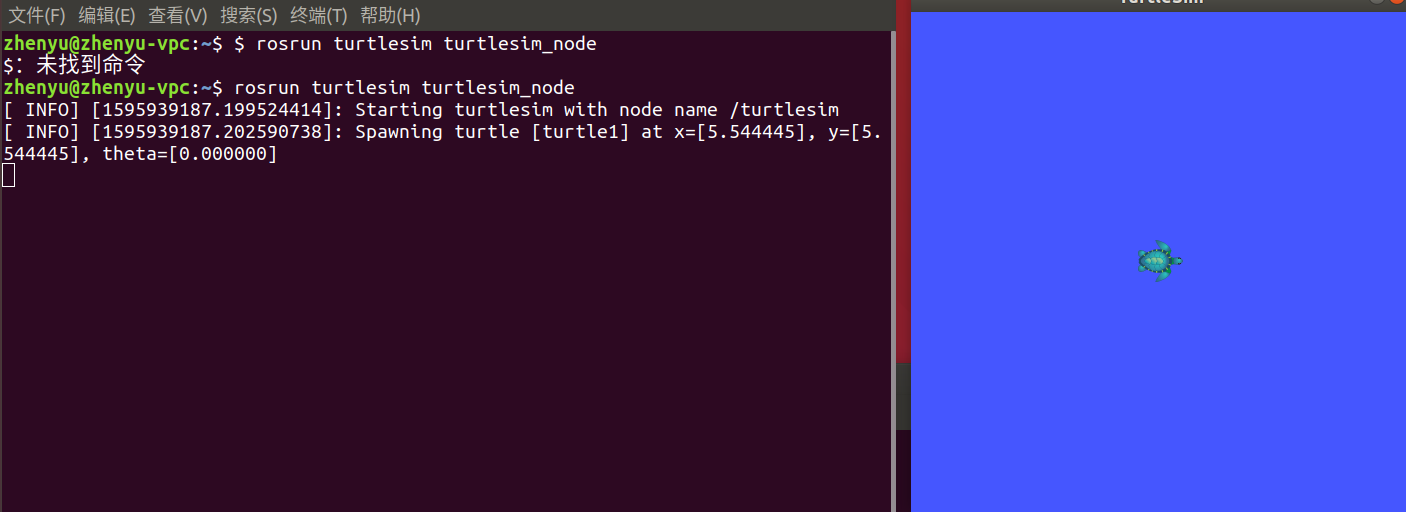 文件(F) 编辑(E) 查看(V) 搜索(S) 终端(T) 帮助(H)
zhenyu@zhenyu-vpc:~$ $ rosrun turtlesim turtlesim_node
$：未找到命令
zhenyu@zhenyu-vpc:~$ rosrun turtlesim turtlesim_node
[ INFO] [1595939187.199524414]: Starting turtlesim with node name /turtlesim
[ INFO] [1595939187.202590738]: Spawning turtle [turtle1] at x=[5.544445], y=[5.
544445], theta=[0.000000]
TurtleSim